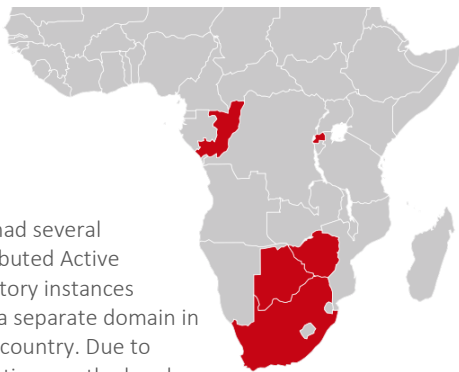 had several
buted Active
tory instances
a separate domain in
country. Due to